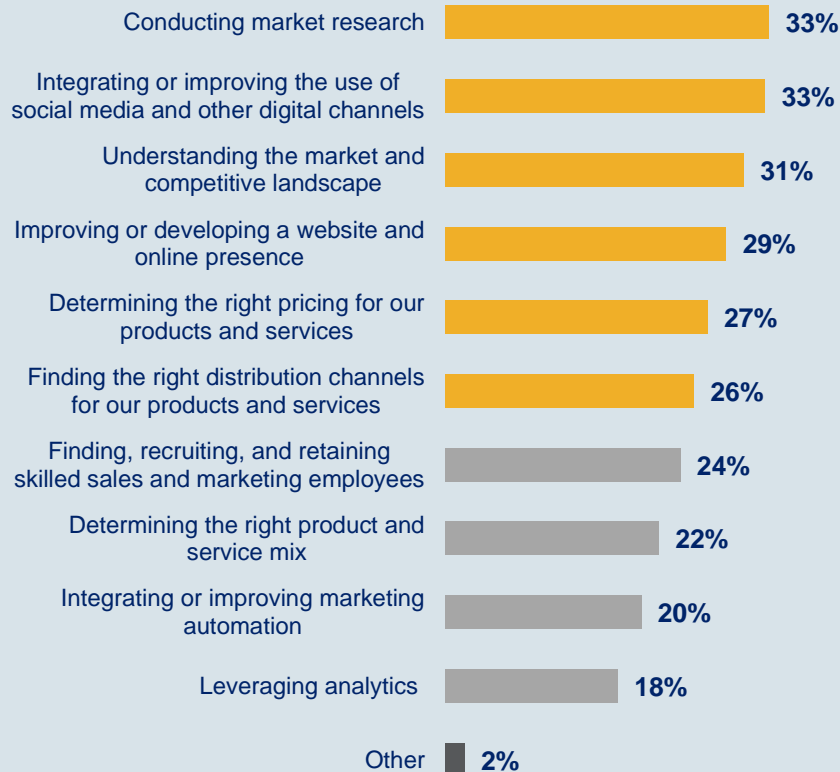 Conducting market research 33%
Integrating or improving the use of
social media and other digital channels 33%
Understanding the market and
competitive landscape 31%
Improving or developing a website and
online presence 29%
Determining the right pricing for our
products and services 27%
Finding the right distribution channels
for our products and services 26%
Finding, recruiting, and retaining
skilled sales and marketing employees 24%
Determining the right product and
service mix 22%
Integrating or improving marketing
automation 20%
Leveraging analytics 18%
Other 2%